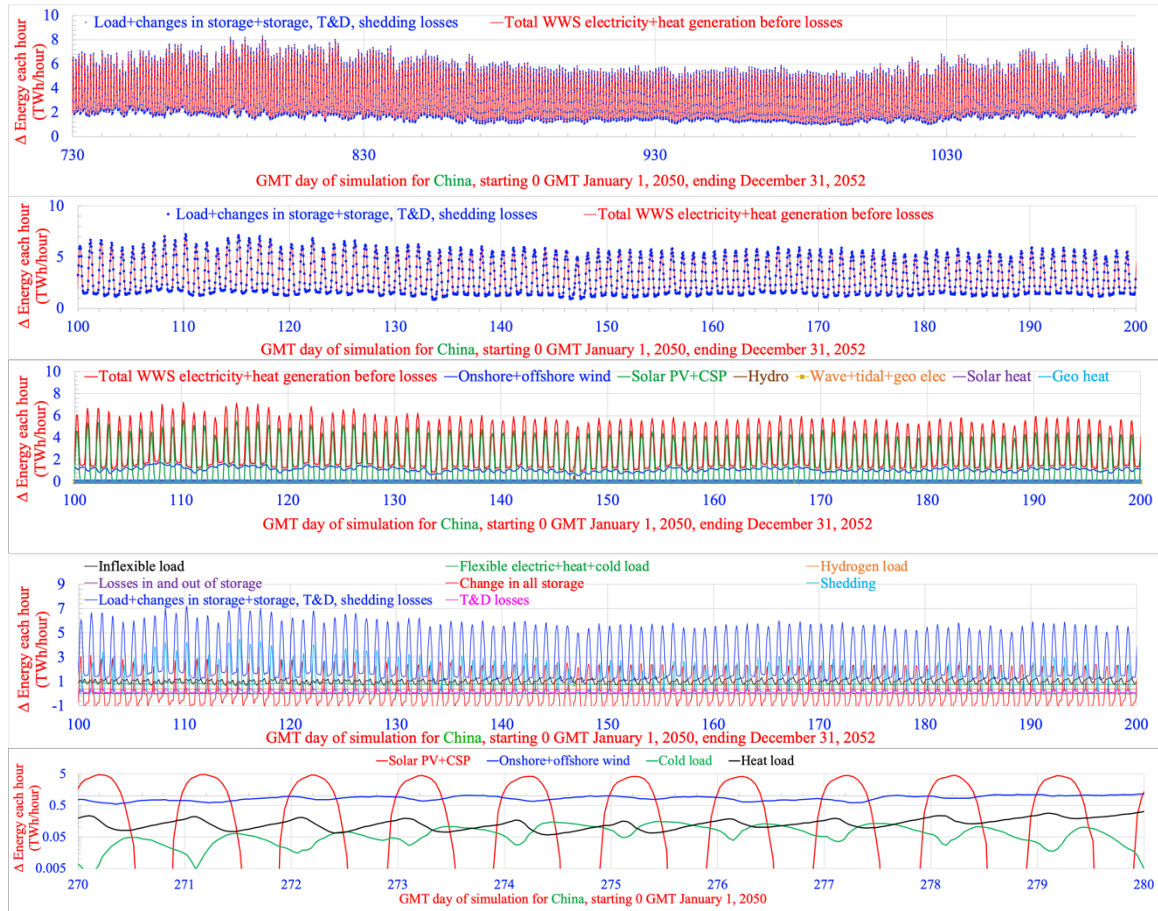 Load+changes in storage+storage, T&D, shedding losses Total WWS electricity+heat generation before losses
Δ Energy each hour
(TWh/hour)
10
8
6
4
2
0
730 830 930 1030
GMT day of simulation for China, starting 0 GMT January 1, 2050, ending December 31, 2052
Load+changes in storage+storage, T&D, shedding losses Total WWS electricity+heat generation before losses
Δ Energy each hour
(TWh/hour)
10
5
0
100 110 120 130 140 150 160 170 180 190 200
GMT day of simulation for China, starting 0 GMT January 1, 2050, ending December 31, 2052
Total WWS electricity+heat generation before losses Onshore+offshore wind Solar PV+CSP Hydro Wave+tidal+geo elec Solar heat Geo heat
Δ Energy each hour
(TWh/hour)
10
8
6
4
2
0
100 110 120 130 140 150 160 170 180 190 200
GMT day of simulation for China, starting 0 GMT January 1, 2050, ending December 31, 2052
Inflexible load Flexible electric+heat+cold load Hydrogen load
Losses in and out of storage Change in all storage Shedding
Load+changes in storage+storage, T&D, shedding losses T&D losses
Δ Energy each hour
(TWh/hour)
9
7
5
3
1
-1
100 110 120 130 140 150 160 170 180 190 200
GMT day of simulation for China, starting 0 GMT January 1, 2050, ending December 31, 2052
Solar PV+CSP Onshore+offshore wind Cold load Heat load
Δ Energy each hour
(TWh/hour)
5
0.5
0.05
0.005
270 271 272 273 274 275 276 277 278 279 280
GMT day of simulation for China, starting 0 GMT January 1, 2050